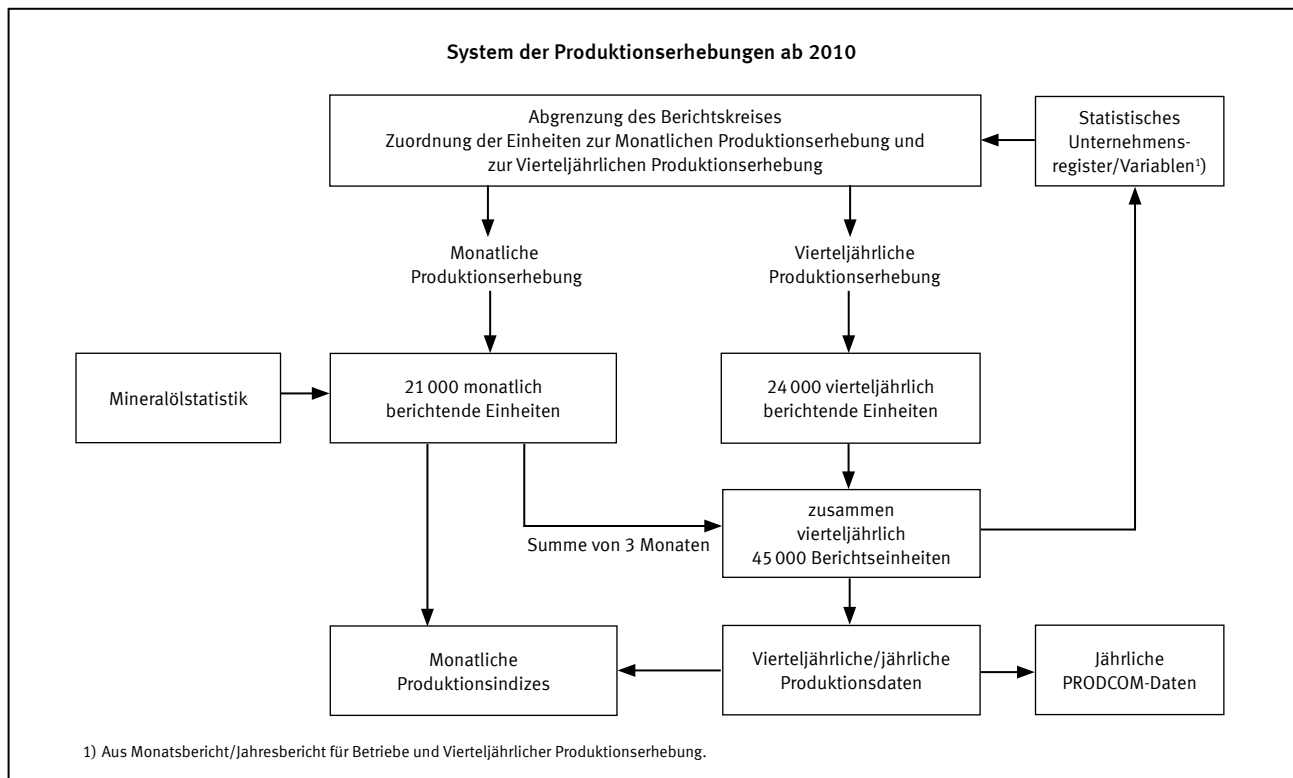 System der Produktionserhebungen ab 2010
Abgrenzung des Berichtskreises
Zuordnung der Einheiten zur Monatlichen Produktionserhebung und
zur Vierteljährlichen Produktionserhebung
Statistisches
Unternehmens-
register/Variablen¹)
Monatliche
Produktionserhebung
Vierteljährliche
Produktionserhebung
Mineralölstatistik
21 000 monatlich
berichtende Einheiten
24 000 vierteljährlich
berichtende Einheiten
Summe von 3 Monaten
zusammen
vierteljährlich
45 000 Berichtseinheiten
Monatliche
Produktionsindizes
Vierteljährliche/jährliche
Produktionsdaten
Jährliche
PRODCOM-Daten
1) Aus Monatsbericht/Jahresbericht für Betriebe und Vierteljährlicher Produktionserhebung.